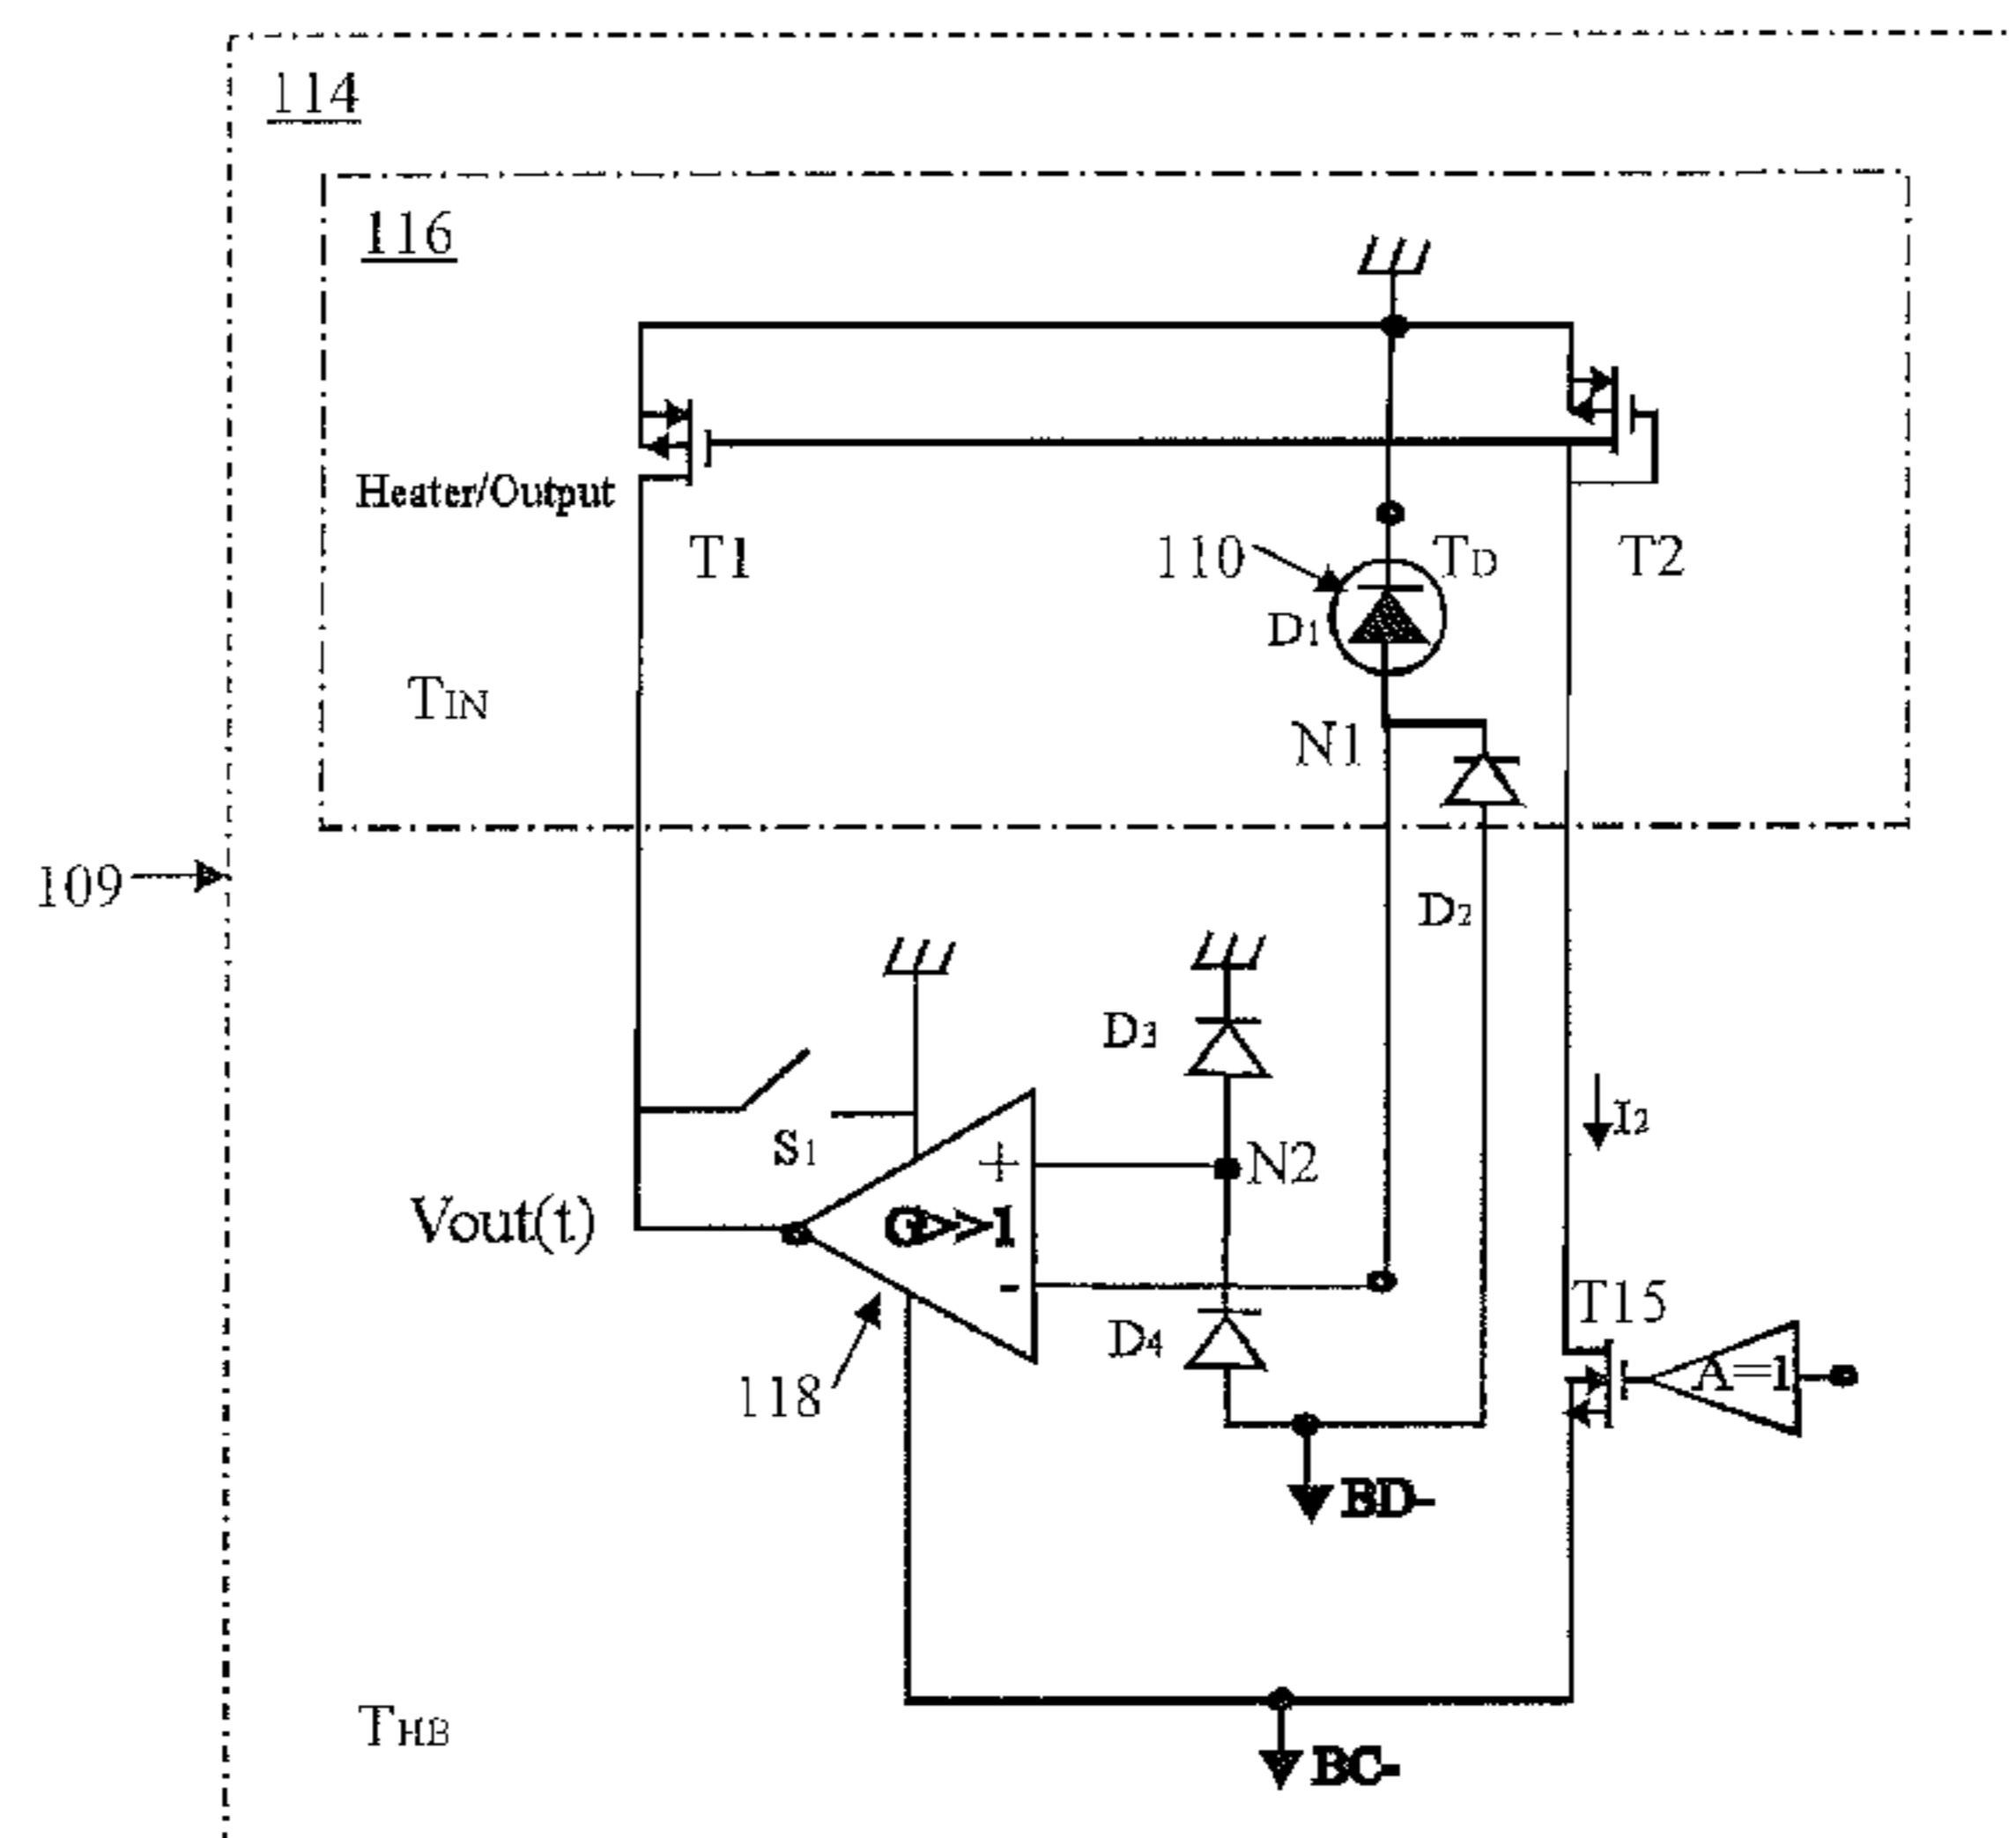 114
116
Heater/Output
T1
110
TD
T2
D1
TIN
N1
109
D2
D3
I2
S1
+
N2
Vout(t)
G>>1
-
T15
D4
A=1
118
BD-
THB
BC-